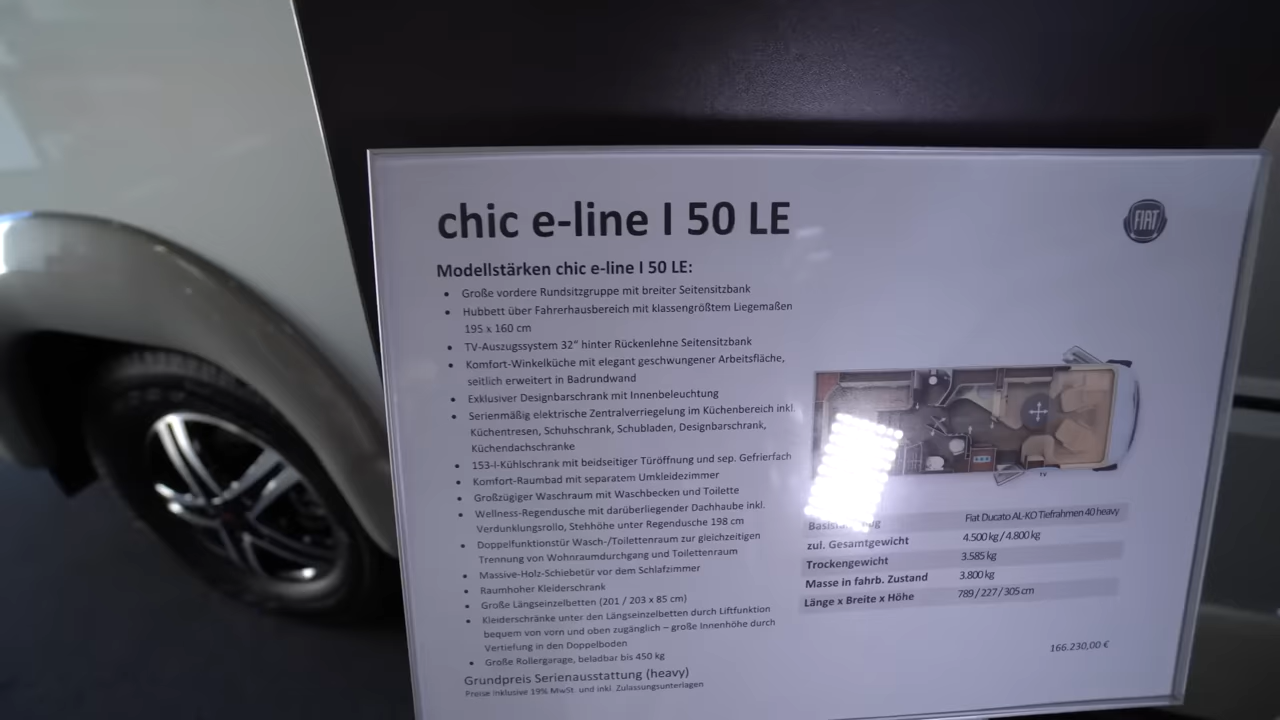 chic e-line I 50 LE
FIAT
Modellstärken chic e-line I 50 LE:
• Große vordere Rundsitzgruppe mit breiter Seitensitzbank
• Hubbett über Fahrerhausbereich mit klassengrößtem Liegemaßen
195 x 160 cm
• TV-Auszugssystem 32“ hinter Rückenlehne Seitensitzbank
• Komfort-Winkelküche mit elegant geschwungener Arbeitsfläche,
seitlich erweitert in Badrundwand
• Exklusiver Designbarschrank mit Innenbeleuchtung
• Serienmäßig elektrische Zentralverriegelung im Küchenbereich inkl.
Küchentresen, Schuhschrank, Schubladen, Designbarschrank,
Küchendachschranke
• 153-l-Kühlschrank mit beidseitiger Türöffnung und sep. Gefrierfach
• Komfort-Raumbad mit separatem Umkleidezimmer
• Großzügiger Waschraum mit Waschbecken und Toilette
• Wellness-Regendusche mit darüberliegender Dachhaube inkl.
Verdunklungsrollo, Stehhöhe unter Regendusche 198 cm
• Doppelfunktionstür Wasch-/Toilettenraum zur gleichzeitigen
Trennung von Wohnraumdurchgang und Toilettenraum
• Massive-Holz-Schiebetür vor dem Schlafzimmer
• Raumhoher Kleiderschrank
• Große Längseinzelbetten (201 / 203 x 85 cm)
• Kleiderschränke unter den Längseinzelbetten durch Liftfunktion
bequem von vorn und oben zugänglich – große Innenhöhe durch
Vertiefung in den Doppelboden
• Große Rollergarage, beladbar bis 450 kg
Grundpreis Serienausstattung (heavy)
Preise inklusive 19% MwSt. und inkl. Zulassungsunterlagen
TV
Fiat Ducato AL-KO Tiefrahmen 40 heavy
zul. Gesamtgewicht 4.500 kg / 4.800 kg
Trockengewicht 3.585 kg
Masse in fahrb. Zustand 3.800 kg
Länge x Breite x Höhe 789 / 227 / 305 cm
166.230,00 €